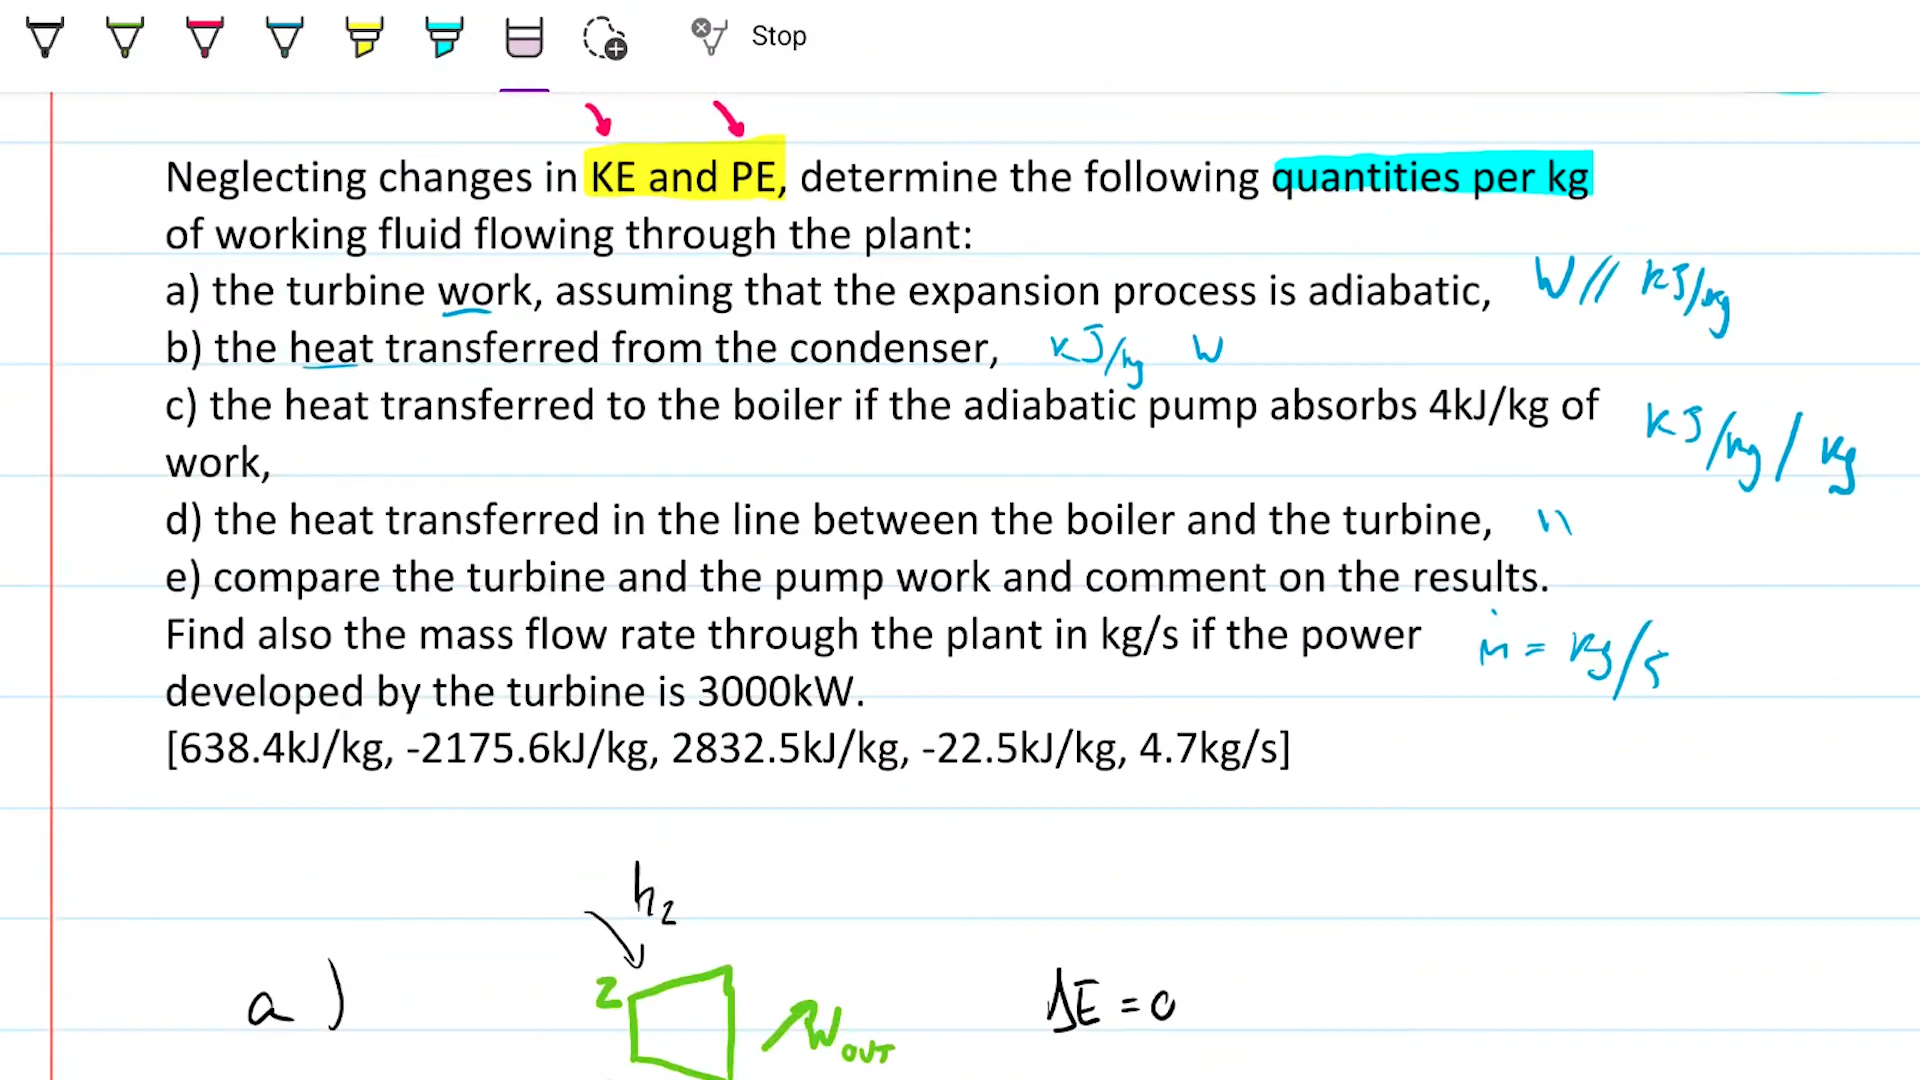 Stop
Neglecting changes in KE and PE, determine the following quantities per kg
of working fluid flowing through the plant:
a) the turbine work, assuming that the expansion process is adiabatic, W// kJ/kg
b) the heat transferred from the condenser, kJ/kg W
c) the heat transferred to the boiler if the adiabatic pump absorbs 4kJ/kg of kJ/kg / kg
work,
d) the heat transferred in the line between the boiler and the turbine, 
e) compare the turbine and the pump work and comment on the results.
Find also the mass flow rate through the plant in kg/s if the power ṁ = kg/s
developed by the turbine is 3000kW.
[638.4kJ/kg, -2175.6kJ/kg, 2832.5kJ/kg, -22.5kJ/kg, 4.7kg/s]
h₂
a) 2 W OUT ΔE = 0